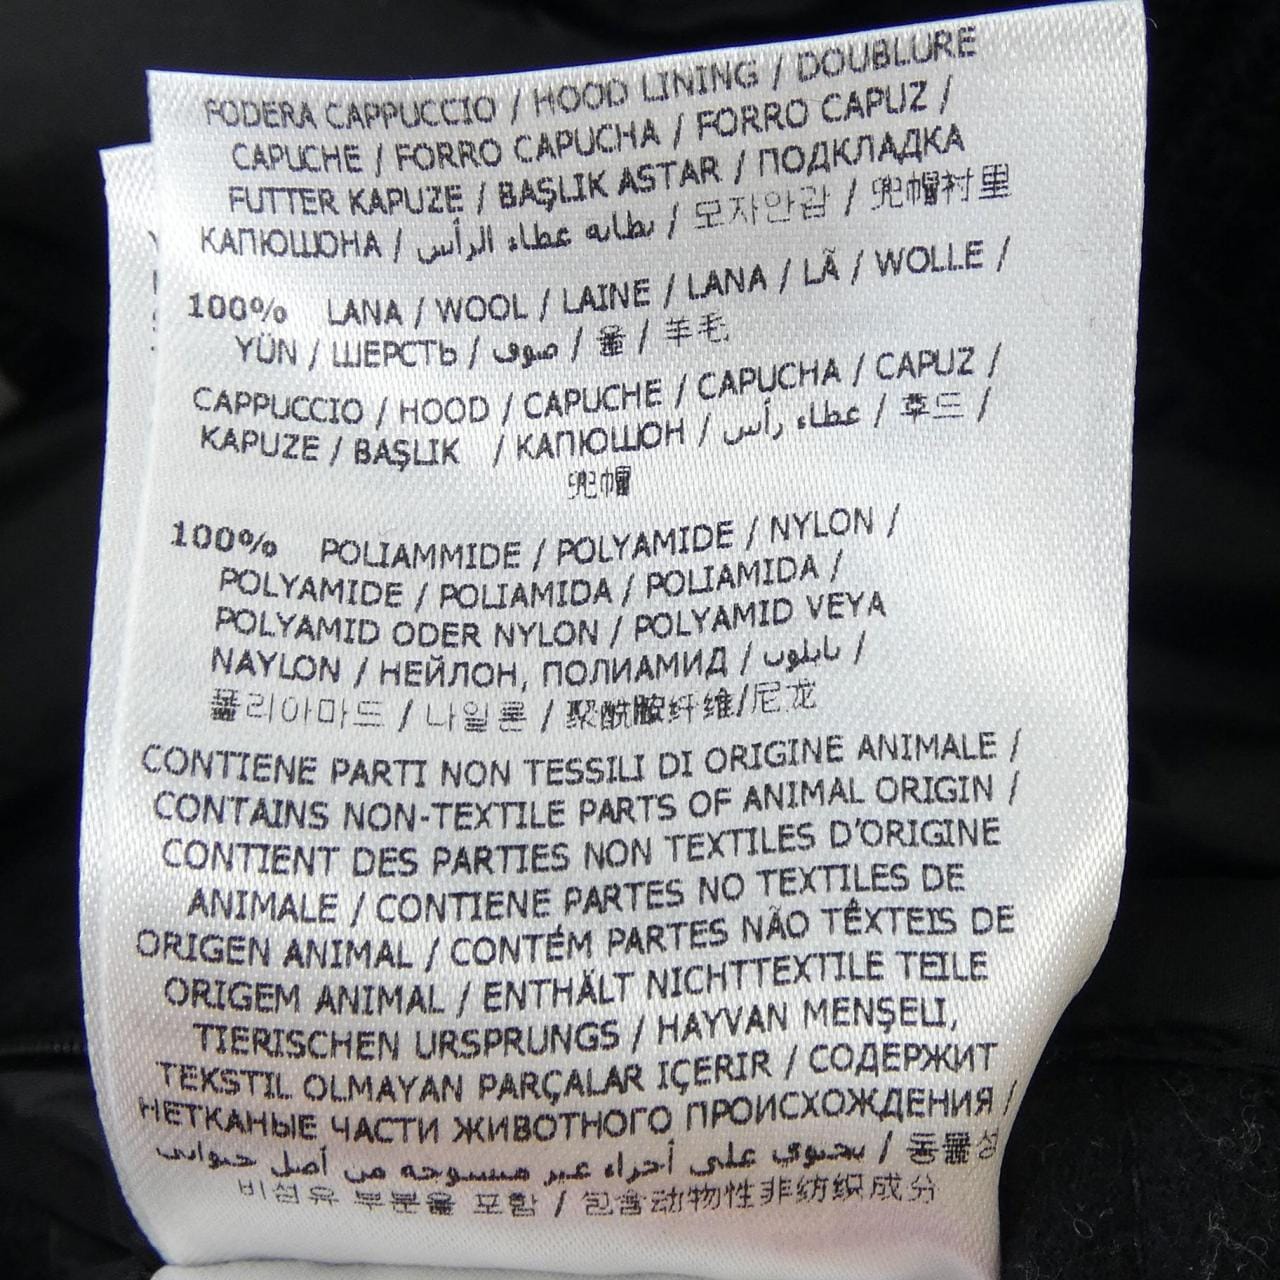 FODERA CAPPUCCIO / HOOD LINING / DOUBLURE
CAPUCHE / FORRO CAPUCHA / FORRO CAPUZ /
FUTTER KAPUZE / BAŞLIK ASTAR / ПОДКЛАДКА
КАПЮШОНА / بطانه غطاء الرأس / 모자안감 / 兜帽衬里
100% LANA / WOOL / LAINE / LANA / LÃ / WOLLE /
YÜN / ШЕРСТЬ / صوف / 울 / 羊毛
CAPPUCCIO / HOOD / CAPUCHE / CAPUCHA / CAPUZ /
KAPUZE / BAŞLIK / КАПЮШОН / غطاء رأس / 후드 /
兜帽
100% POLIAMMIDE / POLYAMIDE / NYLON /
POLYAMIDE / POLIAMIDA / POLIAMIDA /
POLYAMID ODER NYLON / POLYAMID VEYA
NAYLON / НЕЙЛОН, ПОЛИАМИД / نايلون /
폴리아마드 / 나일론 / 聚酰胺纤维/尼龙
CONTIENE PARTI NON TESSILI DI ORIGINE ANIMALE /
CONTAINS NON-TEXTILE PARTS OF ANIMAL ORIGIN /
CONTIENT DES PARTIES NON TEXTILES D'ORIGINE
ANIMALE / CONTIENE PARTES NO TEXTILES DE
ORIGEN ANIMAL / CONTÉM PARTES NÃO TÊXTEIS DE
ORIGEM ANIMAL / ENTHÄLT NICHTTEXTILE TEILE
TIERISCHEN URSPRUNGS / HAYVAN MENŞELI,
TEKSTIL OLMAYAN PARÇALAR IÇERIR / СОДЕРЖИТ
НЕТКАНЫЕ ЧАСТИ ЖИВОТНОГО ПРОИСХОЖДЕНИЯ /
يحتوي على أجزاء غير منسوجه من أصل حيواني / 동물성
비섬유 부분을 포함 / 包含动物性非纺织成分